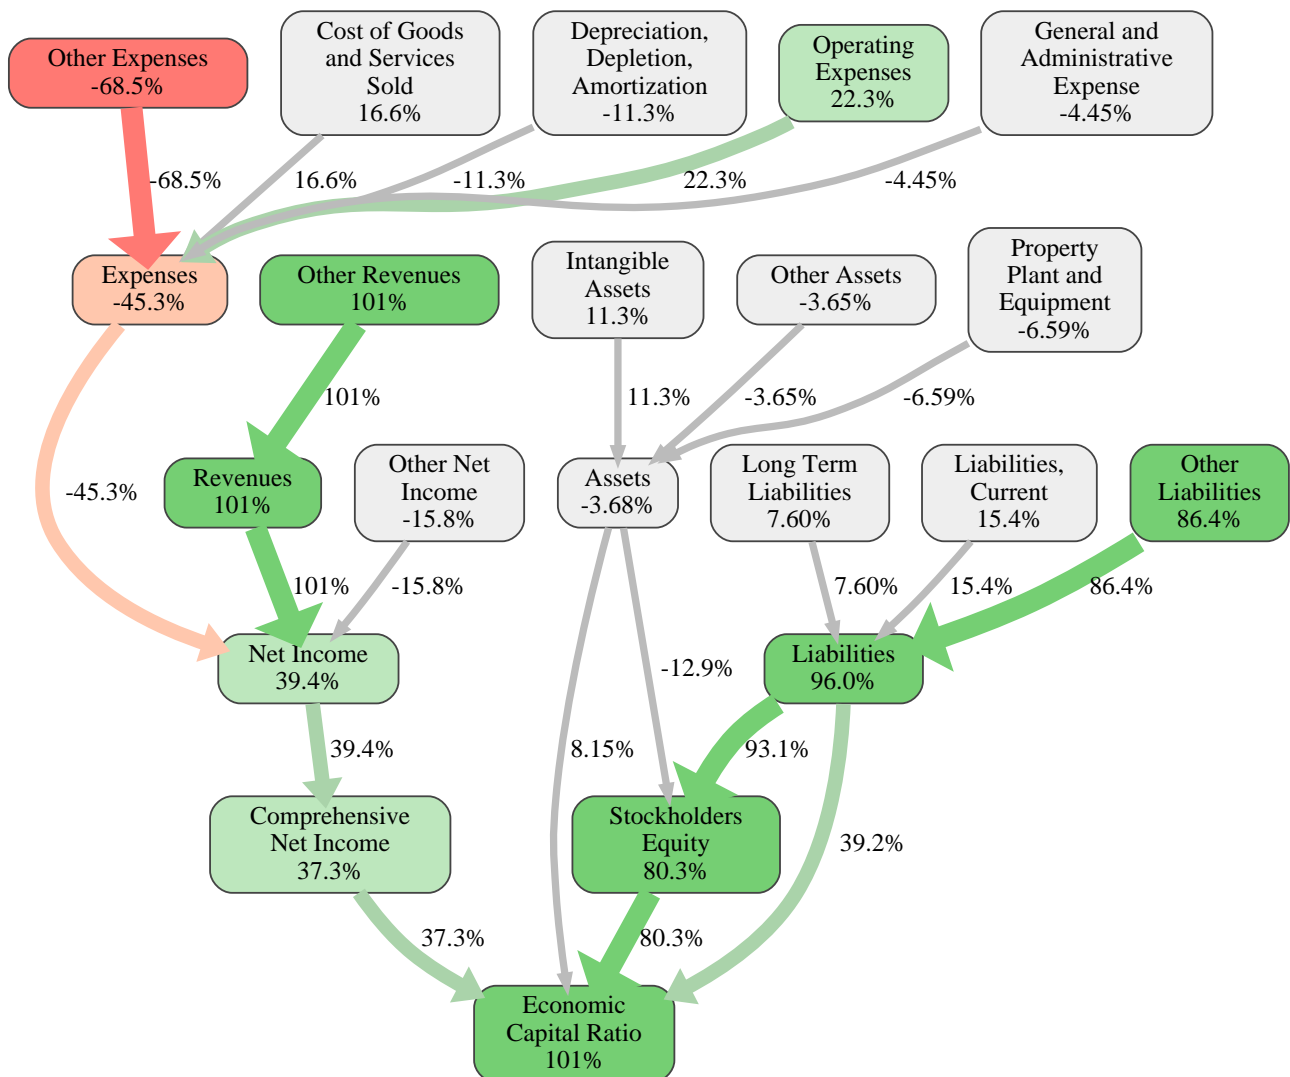 Other Expenses
-68.5%
Cost of Goods
and Services
Sold
16.6%
Depreciation,
Depletion,
Amortization
-11.3%
Operating
Expenses
22.3%
General and
Administrative
Expense
-4.45%
-68.5%
16.6%
-11.3%
22.3%
-4.45%
Expenses
-45.3%
Other Revenues
101%
Intangible
Assets
11.3%
Other Assets
-3.65%
Property
Plant and
Equipment
-6.59%
101%
11.3%
-3.65%
-6.59%
-45.3%
Revenues
101%
Other Net
Income
-15.8%
Assets
-3.68%
Long Term
Liabilities
7.60%
Liabilities,
Current
15.4%
Other
Liabilities
86.4%
101%
-15.8%
7.60%
15.4%
86.4%
Net Income
39.4%
-12.9%
Liabilities
96.0%
39.4%
8.15%
93.1%
Comprehensive
Net Income
37.3%
Stockholders
Equity
80.3%
39.2%
37.3%
80.3%
Economic
Capital Ratio
101%